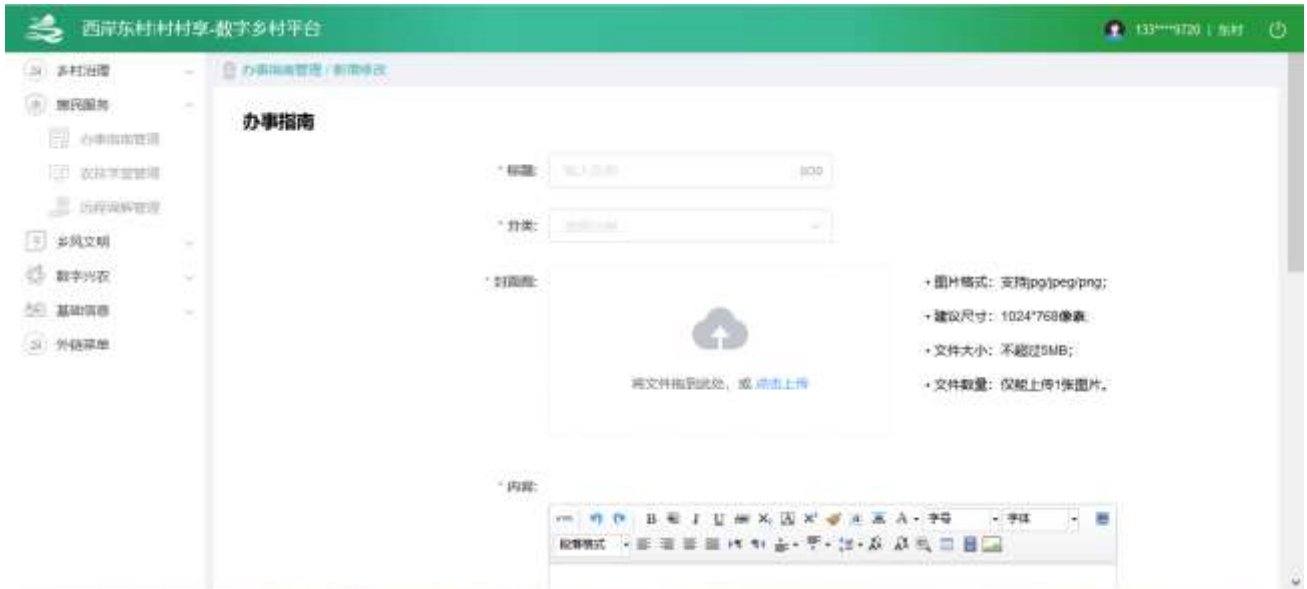 西岸东村|村村享-数字乡村平台
133****9720 | 东村
乡村治理
办事指南管理 / 新增修改
惠民服务
办事指南管理
农技学堂管理
远程调解管理
乡风文明
数字兴农
基础信息
外链菜单
办事指南
* 标题:
* 分类:
* 封面图:
将文件拖到此处，或 点击上传
• 图片格式：支持jpg/jpeg/png;
• 建议尺寸：1024*768像素
• 文件大小：不超过5MB;
• 文件数量：仅能上传1张图片。
* 内容:
B I U X, X² A 字号 字体
段落格式